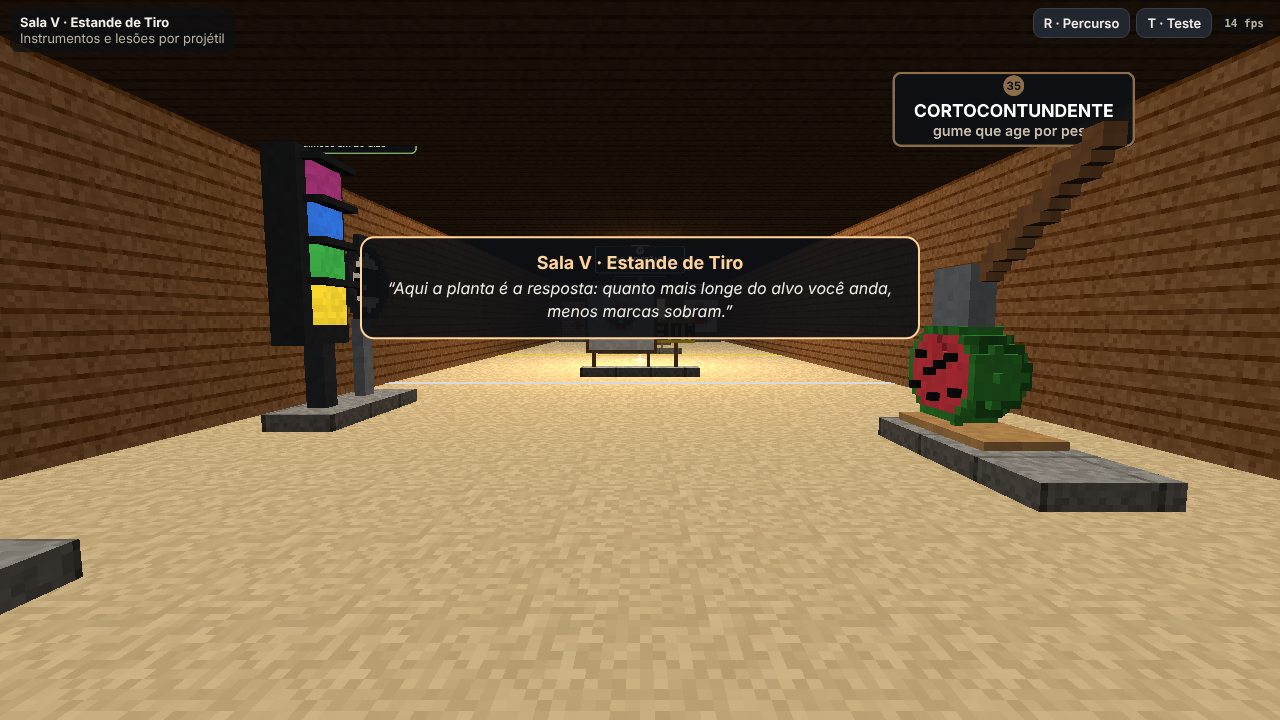 Sala V · Estande de Tiro
Instrumentos e lesões por projétil
R · Percurso
T · Teste
14 fps
35
CORTOCONTUNDENTE
gume que age por
Sala V · Estande de Tiro
“Aqui a planta é a resposta: quanto mais longe do alvo você anda,
menos marcas sobram.”